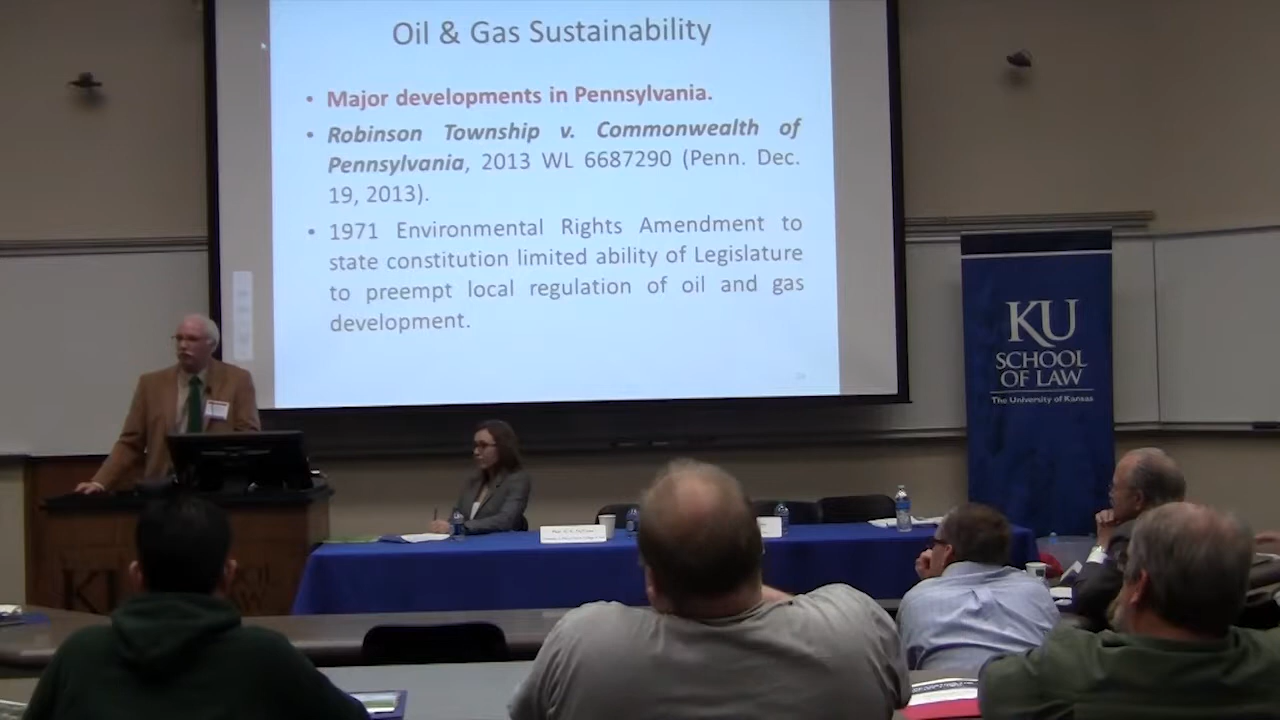 Oil & Gas Sustainability
• Major developments in Pennsylvania.
• Robinson Township v. Commonwealth of
Pennsylvania, 2013 WL 6687290 (Penn. Dec.
19, 2013).
• 1971 Environmental Rights Amendment to
state constitution limited ability of Legislature
to preempt local regulation of oil and gas
development.
KU
SCHOOL
OF LAW
The University of Kansas
KU